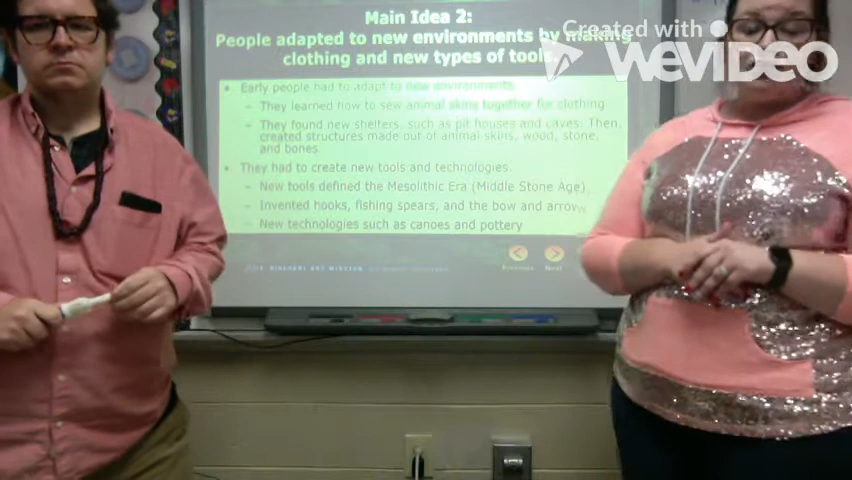 Created with
WEVIDEO
Main Idea 2:
People adapted to new environments by making
clothing and new types of tools.
• Early people had to adapt to new environments.
– They learned how to sew animal skins together for clothing
– They found new shelters, such as pit houses and caves. Then,
created structures made out of animal skins, wood, stone,
and bones.
• They had to create new tools and technologies.
– New tools defined the Mesolithic Era (Middle Stone Age)
– Invented hooks, fishing spears, and the bow and arrow
– New technologies such as canoes and pottery
Previous Next
RINEHART AND WINSTON